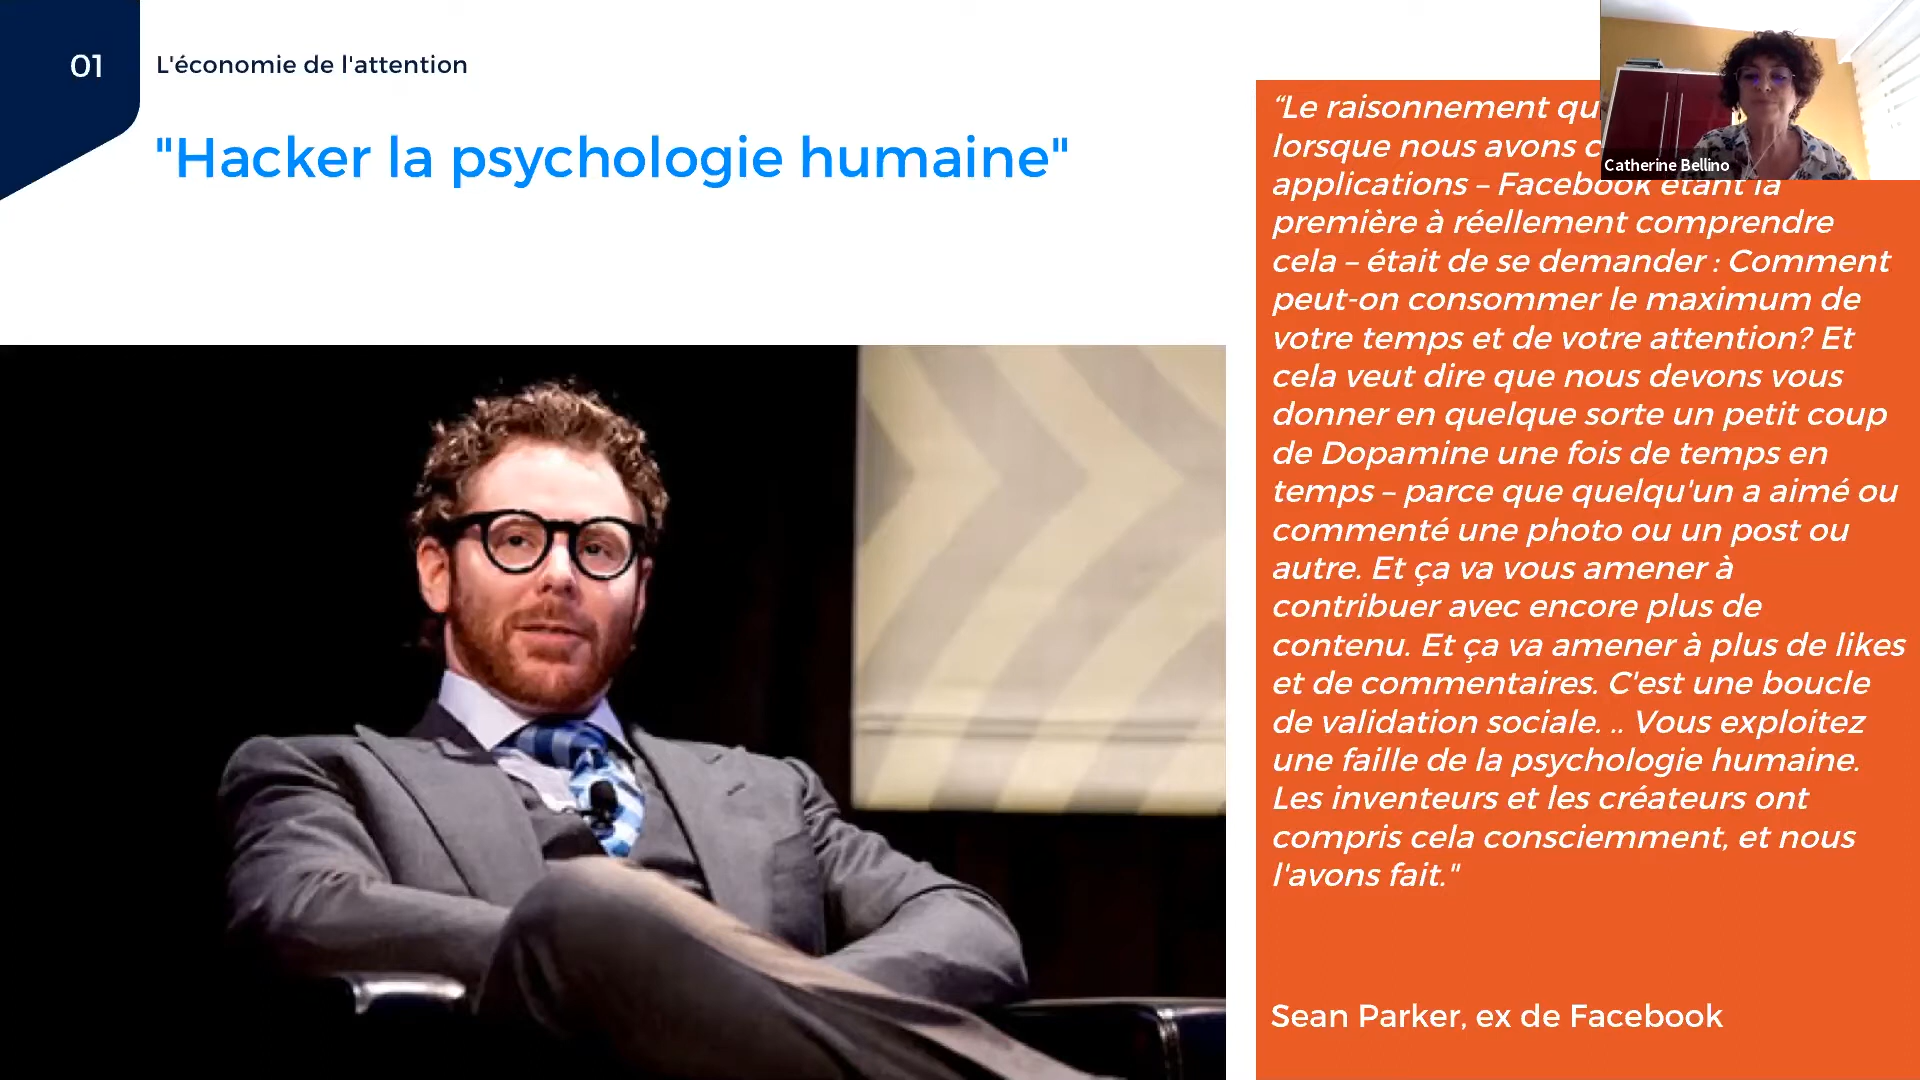 01
L'économie de l'attention
"Hacker la psychologie humaine"
“Le raisonnement
lorsque nous avons
applications – Facebook étant la
première à réellement comprendre
cela – était de se demander : Comment
peut-on consommer le maximum de
votre temps et de votre attention? Et
cela veut dire que nous devons vous
donner en quelque sorte un petit coup
de Dopamine une fois de temps en
temps – parce que quelqu'un a aimé ou
commenté une photo ou un post ou
autre. Et ça va vous amener à
contribuer avec encore plus de
contenu. Et ça va amener à plus de likes
et de commentaires. C'est une boucle
de validation sociale. .. Vous exploitez
une faille de la psychologie humaine.
Les inventeurs et les créateurs ont
compris cela consciemment, et nous
l'avons fait."
Sean Parker, ex de Facebook
Catherine Bellino